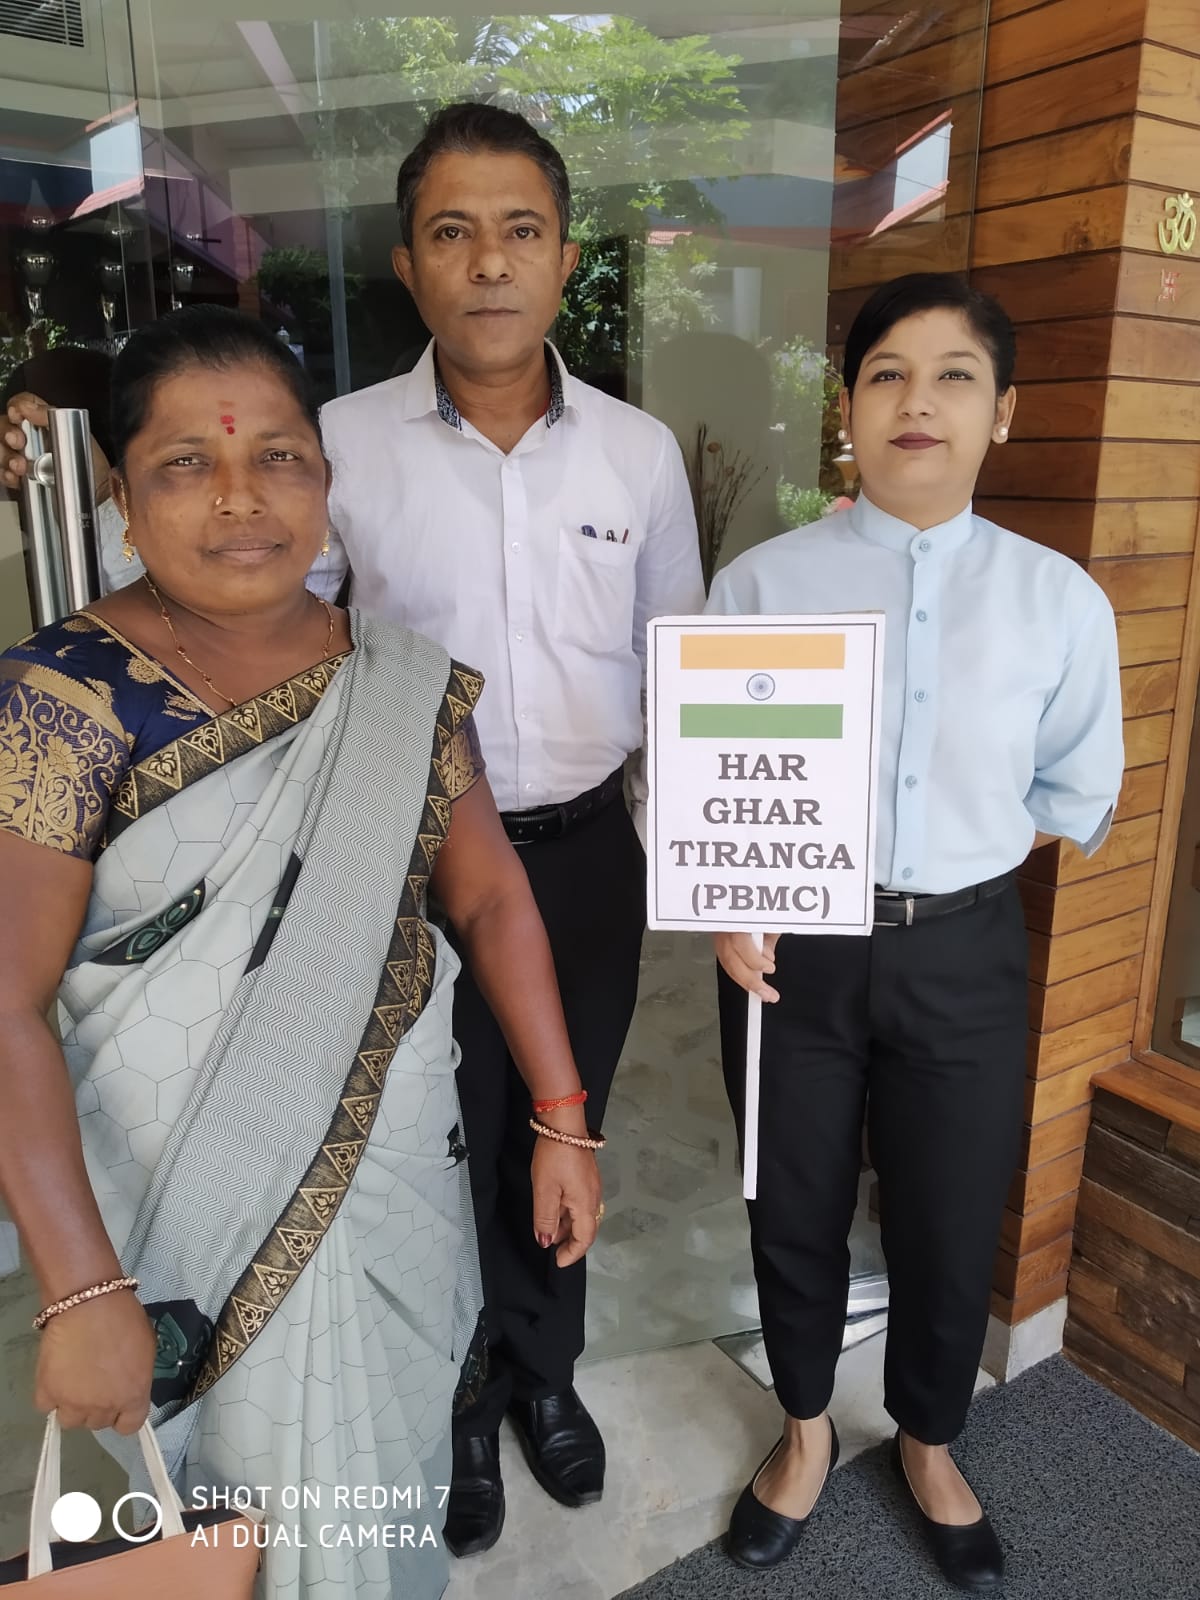 ॐ
HAR
GHAR
TIRANGA
(PBMC)
SHOT ON REDMI 7
AI DUAL CAMERA